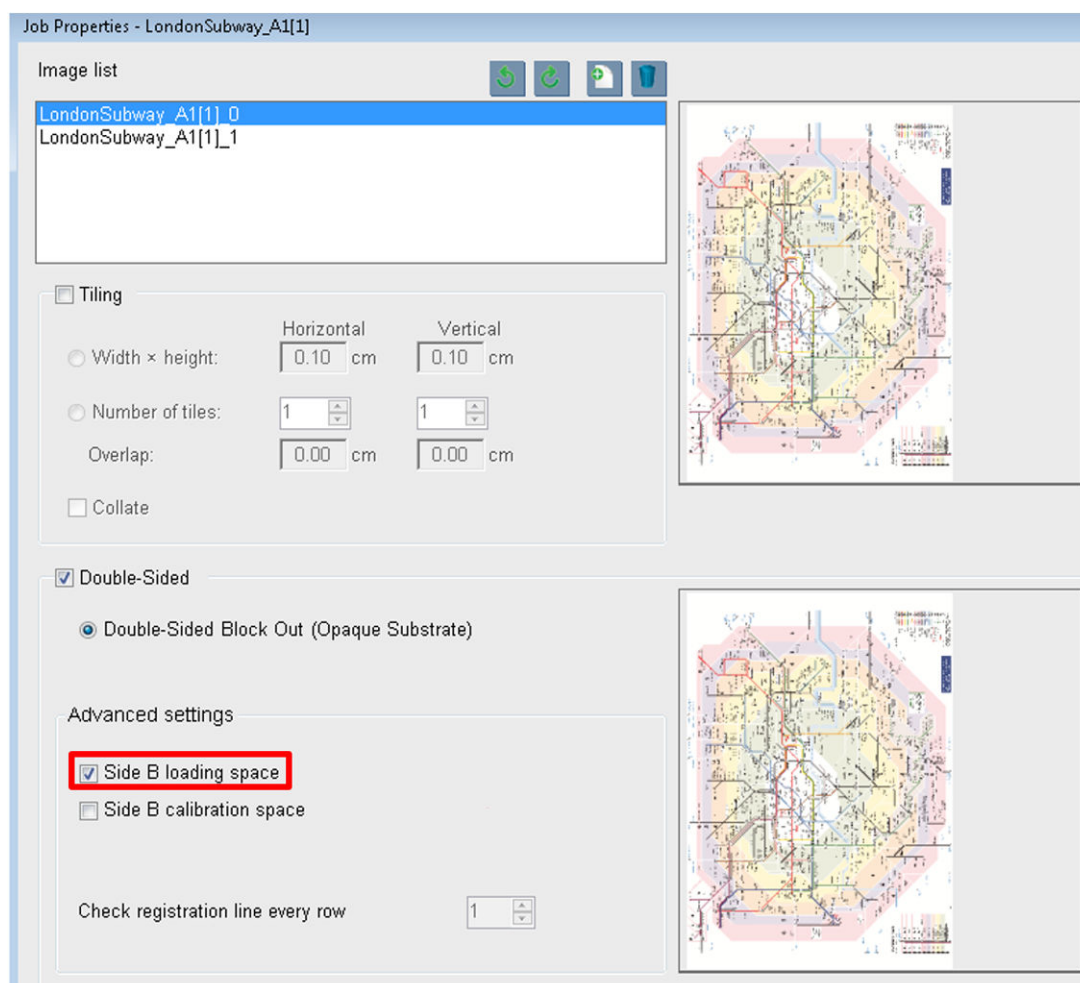 Job Properties - LondonSubway_A1[1]
Image list
LondonSubway_A1[1]_0
LondonSubway_A1[1]_1
Tiling
Horizontal Vertical
Width × height: 0.10 cm 0.10 cm
Number of tiles: 1 1
Overlap: 0.00 cm 0.00 cm
Collate
Double-Sided
Double-Sided Block Out (Opaque Substrate)
Advanced settings
Side B loading space
Side B calibration space
Check registration line every row 1